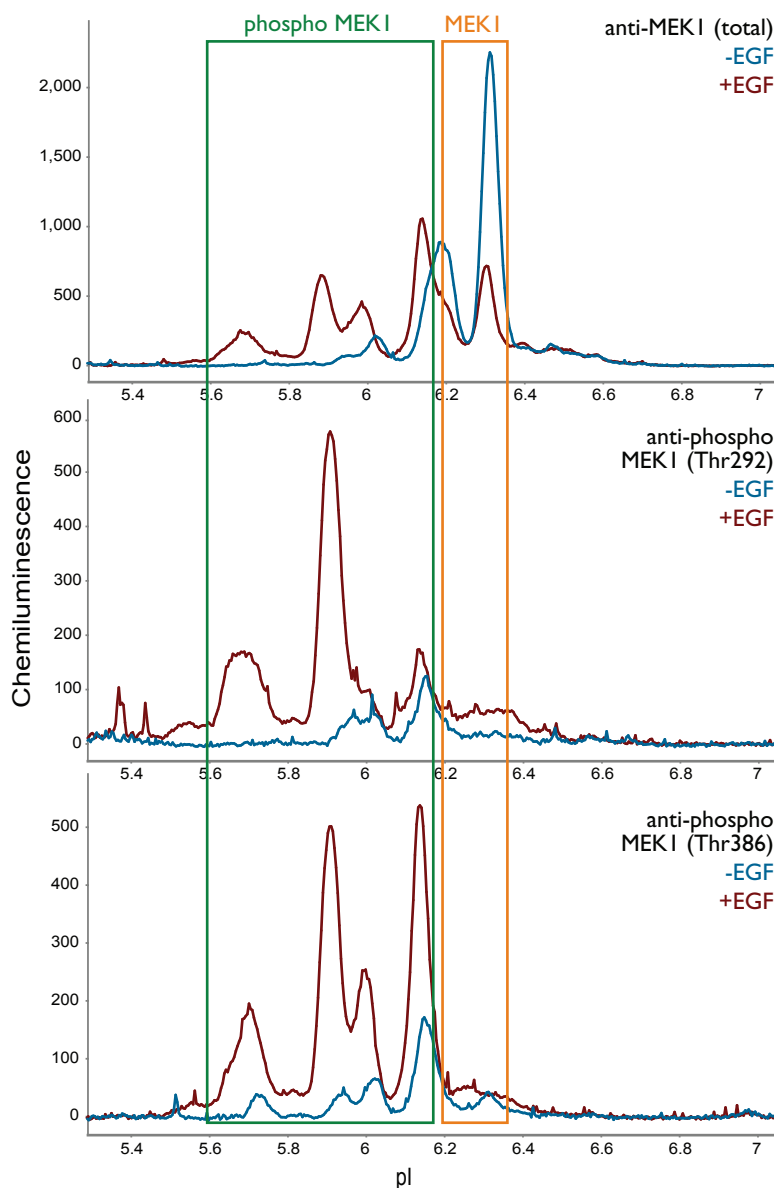 phospho MEK1 MEK1
anti-MEK1 (total)
-EGF
+EGF
2,000
1,500
1,000
500
0
5.4 5.6 5.8 6 6.2 6.4 6.6 6.8 7
600
anti-phospho
MEK1 (Thr292)
-EGF
+EGF
500
400
300
200
100
0
Chemiluminescence
5.4 5.6 5.8 6 6.2 6.4 6.6 6.8 7
anti-phospho
MEK1 (Thr386)
-EGF
+EGF
500
400
300
200
100
0
5.4 5.6 5.8 6 6.2 6.4 6.6 6.8 7
pI